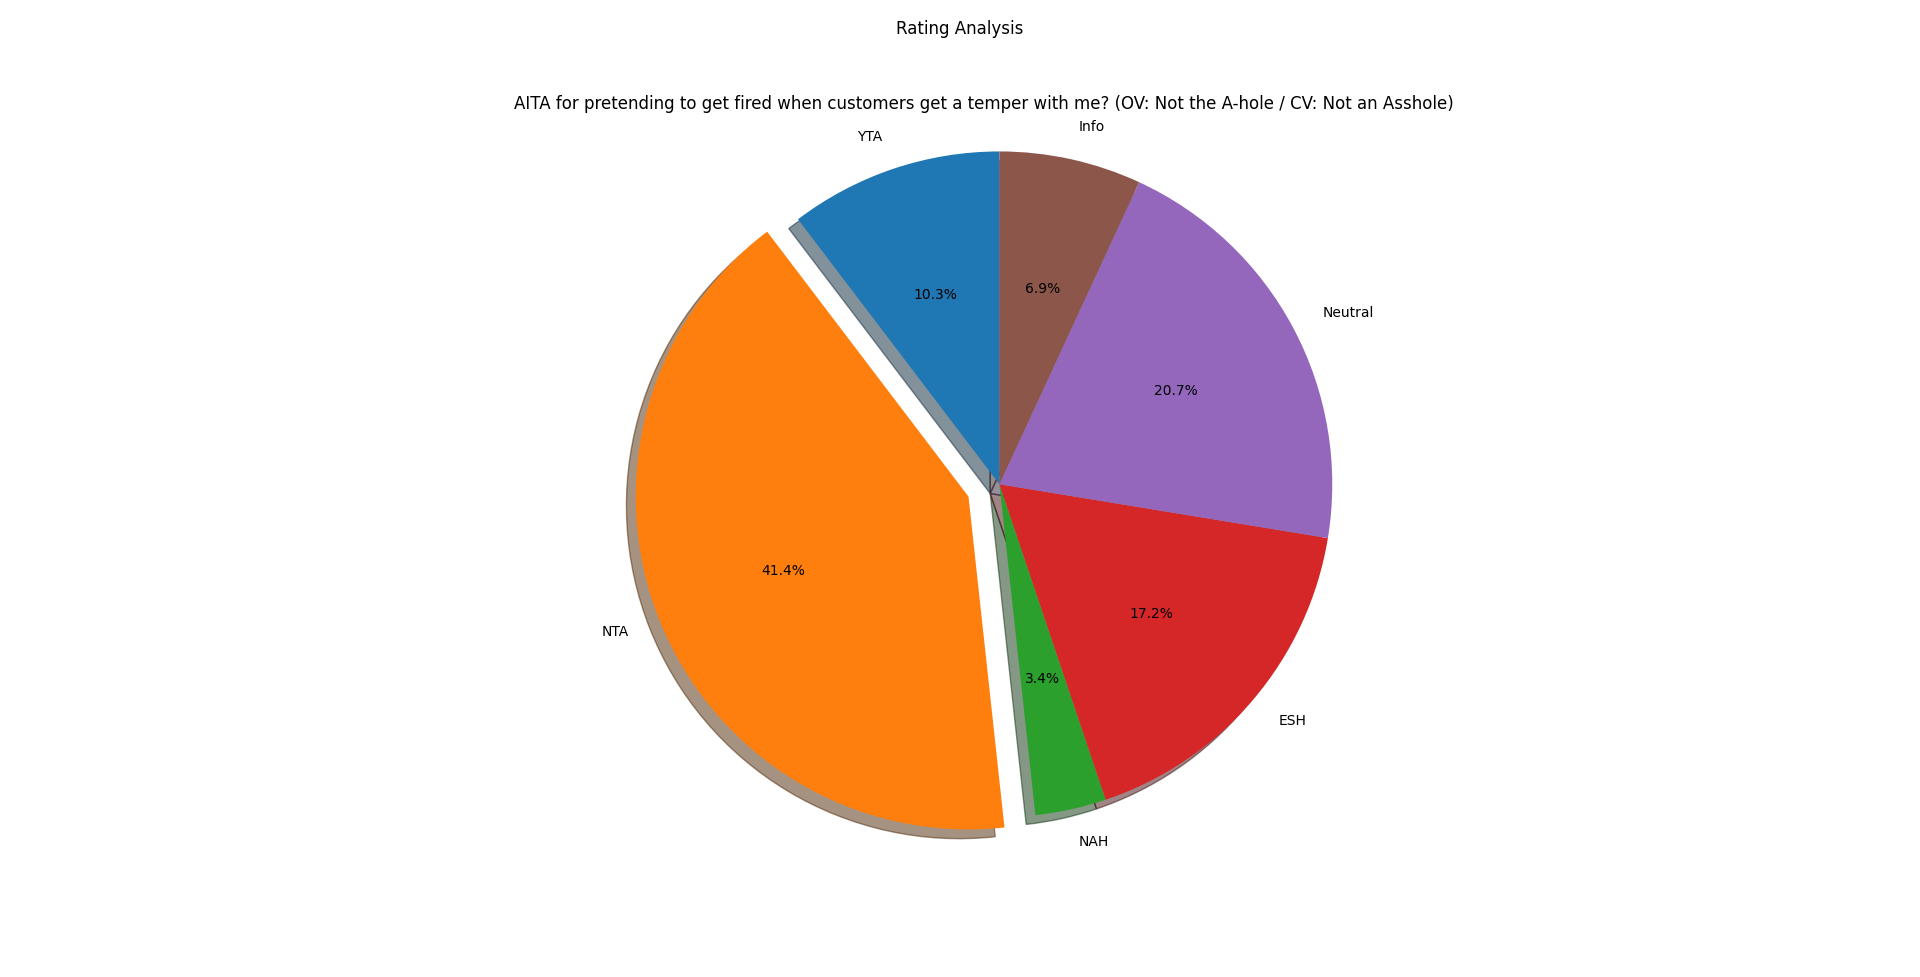 Rating Analysis
AITA for pretending to get fired when customers get a temper with me? (OV: Not the A-hole / CV: Not an Asshole)
Info
YTA
10.3%
6.9%
Neutral
20.7%
41.4%
17.2%
NTA
3.4%
ESH
NAH